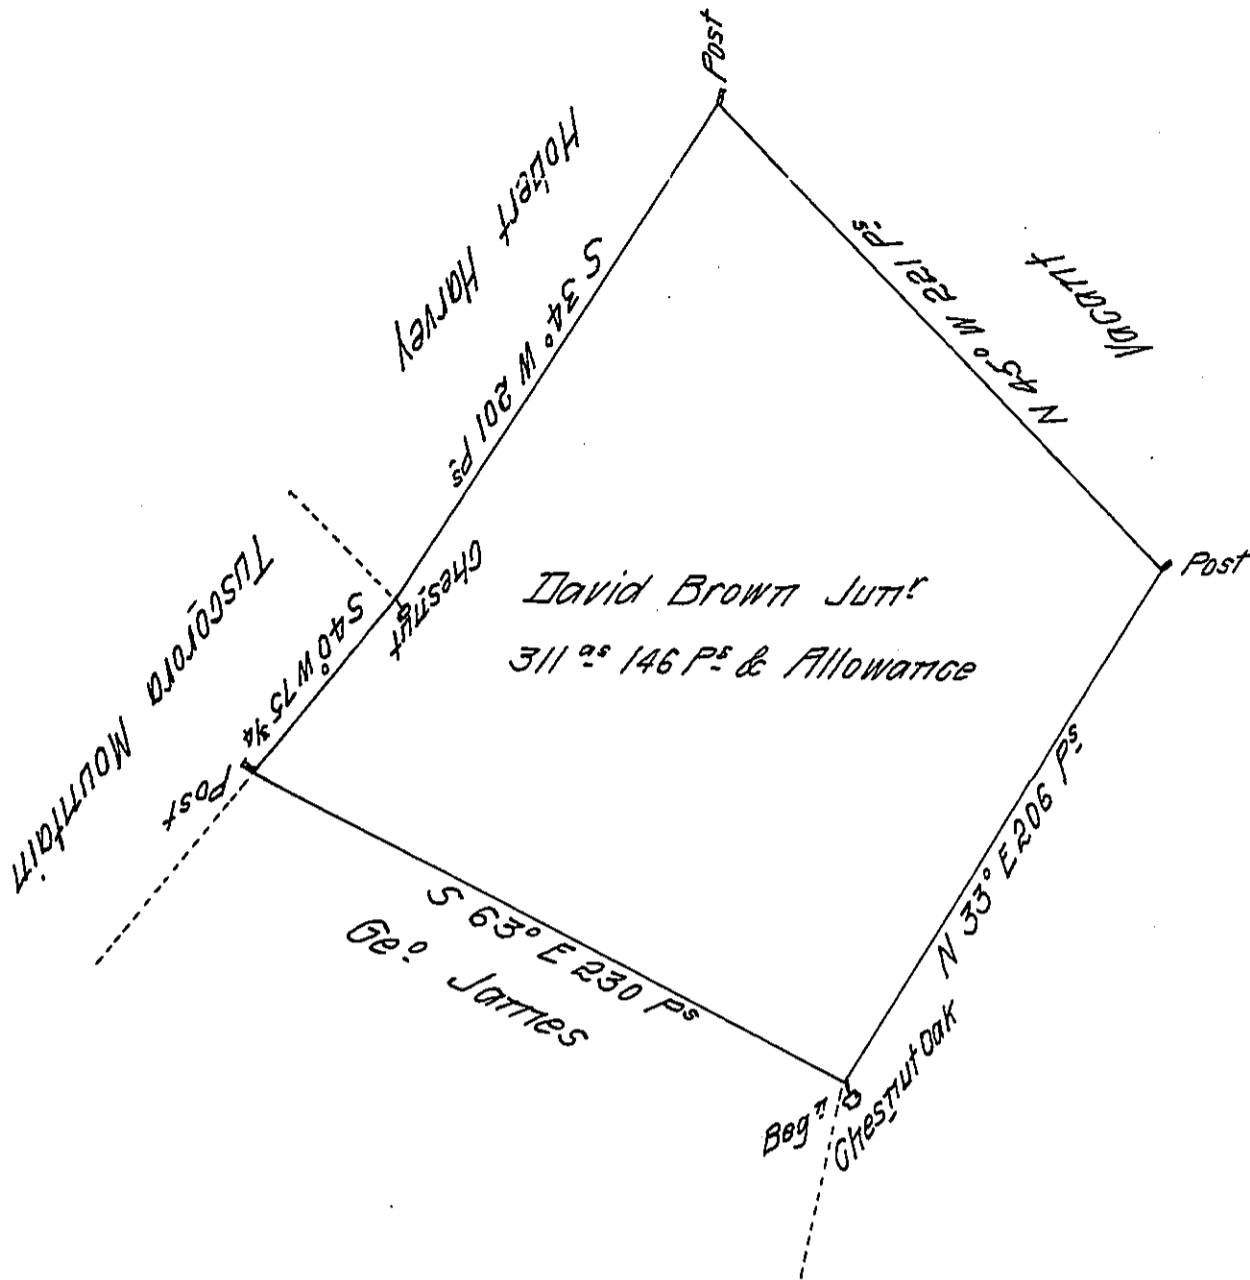 Post
Hobert Harvey
S 34° W 201 Ps
N 45° W 221 Ps
Vacant
Post
Chesnut
Tuscorora Mountain
S 40° W 75 3/4
Post
David Brown Junr
311 as 146 Ps & Allowance
N 33° E 206 Ps
S 63° E 230 Ps
Geo James
Begn
Chesnut Oak